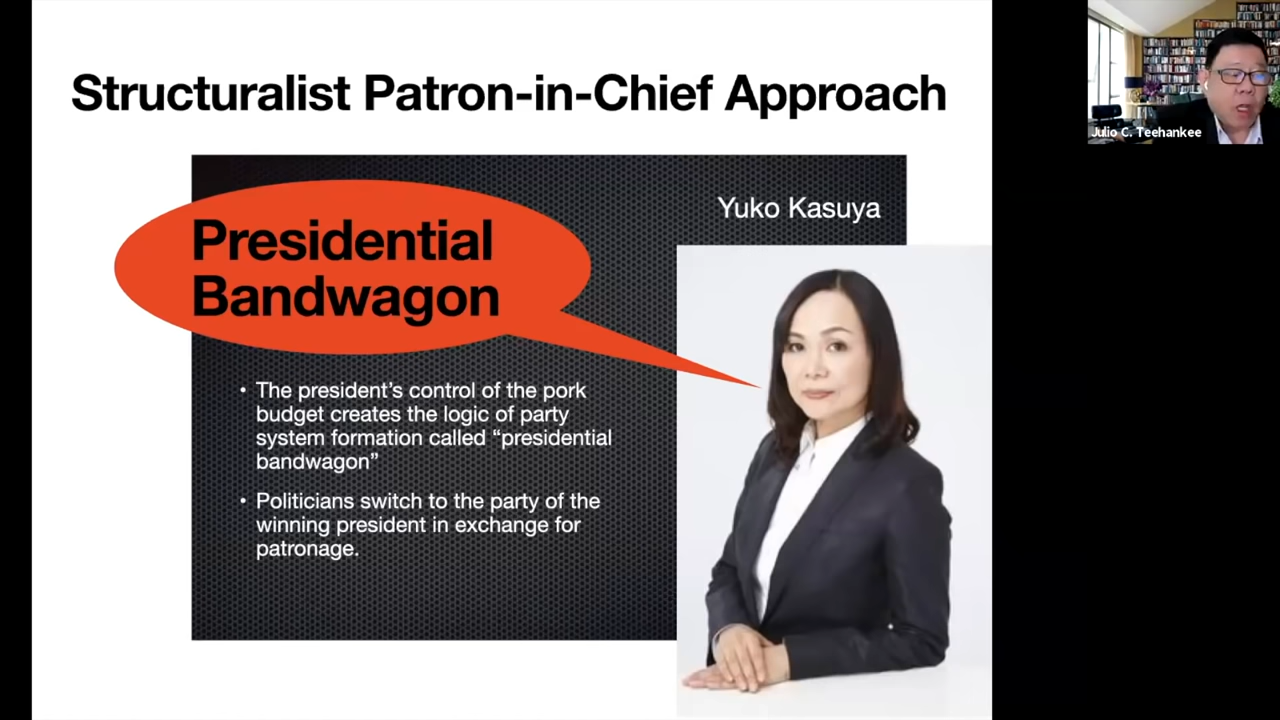 Structuralist Patron-in-Chief Approach
Yuko Kasuya
Presidential
Bandwagon
• The president’s control of the pork
budget creates the logic of party
system formation called “presidential
bandwagon”
• Politicians switch to the party of the
winning president in exchange for
patronage.
Julio C. Teehankee